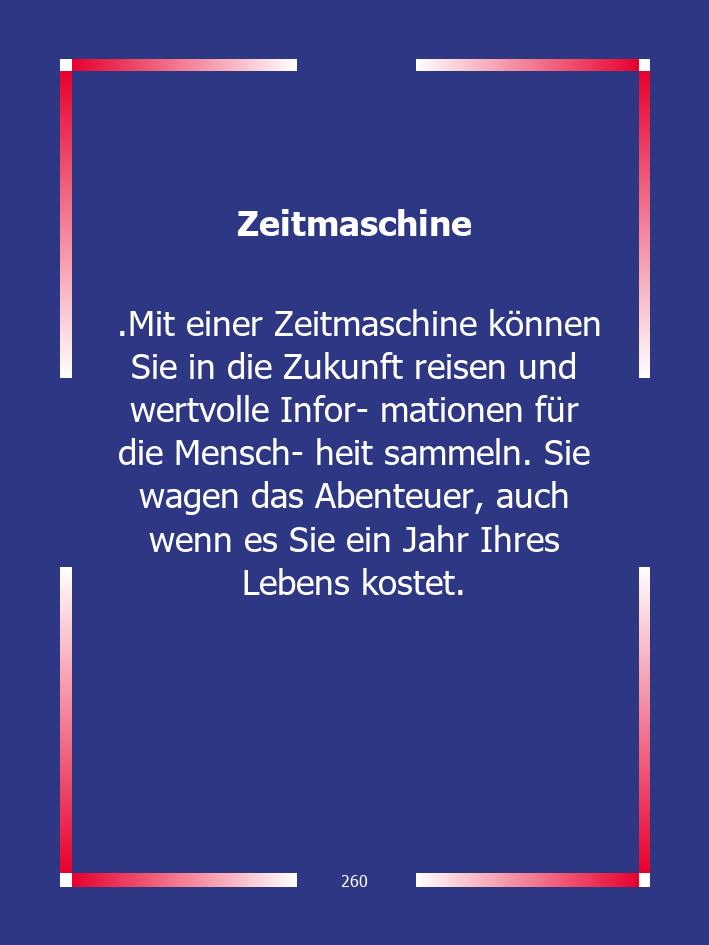 Zeitmaschine
.Mit einer Zeitmaschine können
Sie in die Zukunft reisen und
wertvolle Infor- mationen für
die Mensch- heit sammeln. Sie
wagen das Abenteuer, auch
wenn es Sie ein Jahr Ihres
Lebens kostet.
260